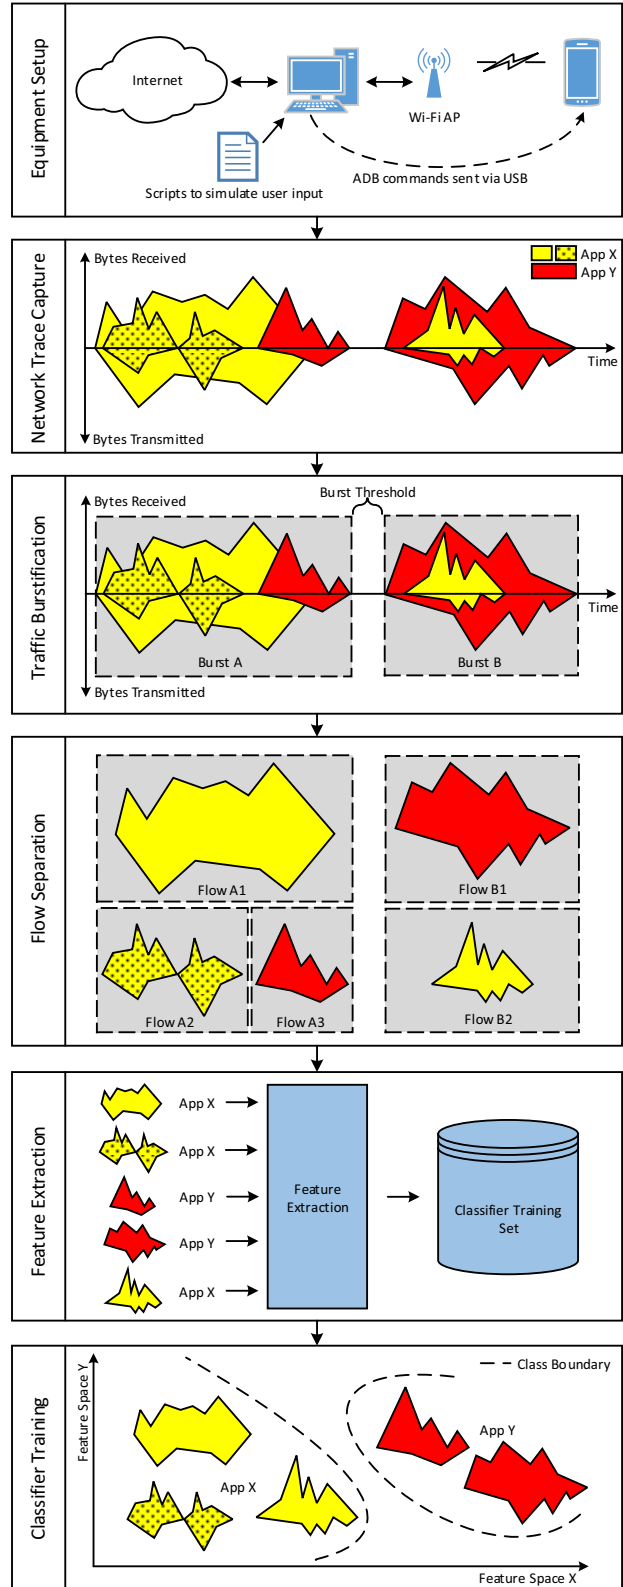 Equipment Setup
Internet
Wi-Fi AP
Scripts to simulate user input
ADB commands sent via USB
Network Trace Capture
Bytes Received
App X
App Y
Time
Bytes Transmitted
Traffic Burstification
Burst Threshold
Bytes Received
Time
Burst A
Burst B
Bytes Transmitted
Flow Separation
Flow A1
Flow B1
Flow A2
Flow A3
Flow B2
Feature Extraction
App X
App X
App Y
App Y
App X
Feature
Extraction
Classifier Training
Set
Classifier Training
Feature Space Y
Class Boundary
App Y
App X
Feature Space X